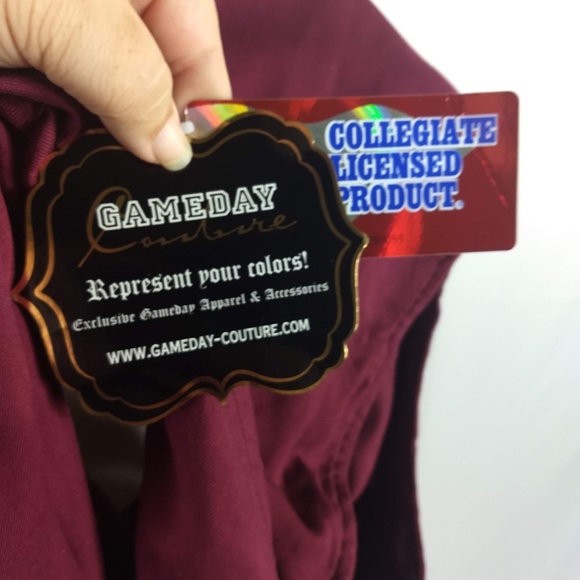 GAMEDAY
Couture
Represent your colors!
Exclusive Gameday Apparel & Accessories
WWW.GAMEDAY-COUTURE.COM
COLLEGIATE
LICENSED
PRODUCT.